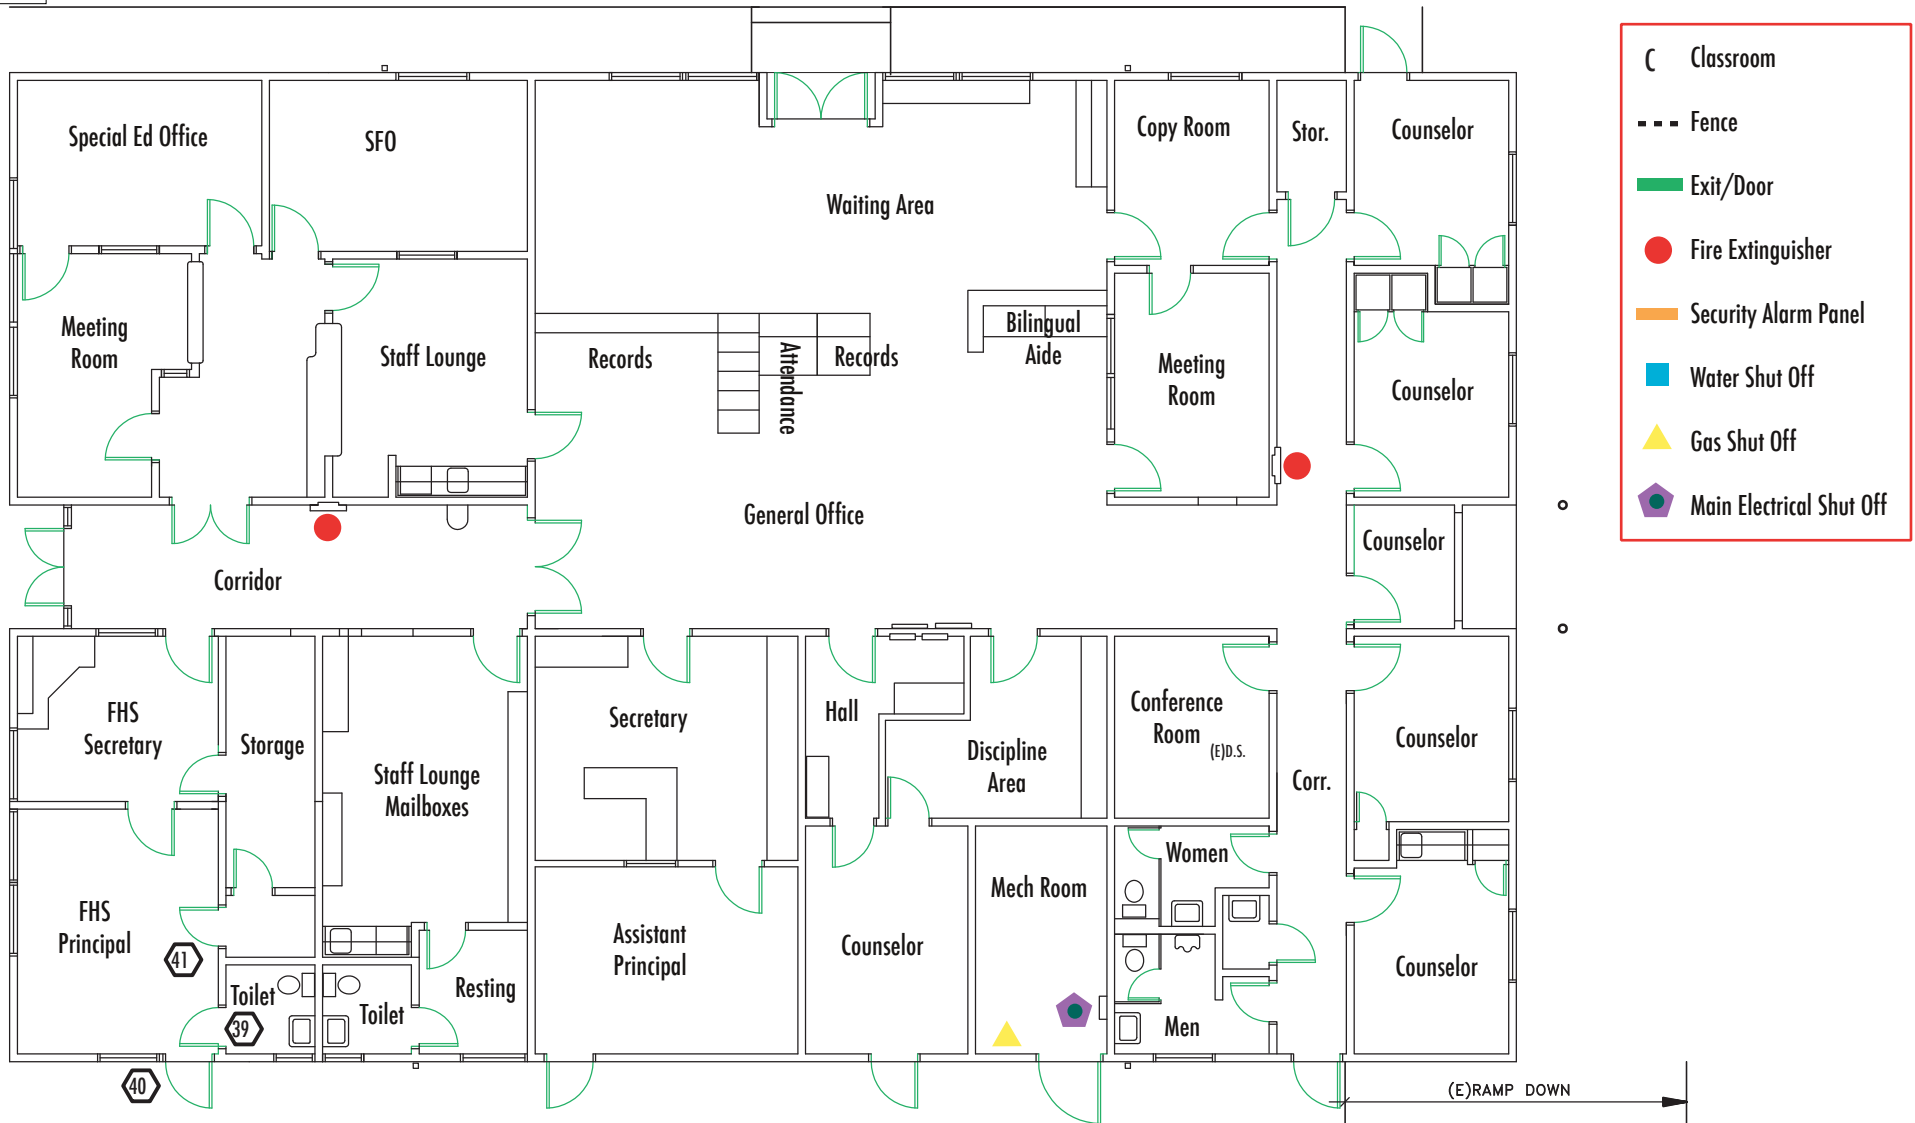 Special Ed Office
SFO
Waiting Area
Copy Room
Stor.
Counselor
Meeting
Room
Staff Lounge
Records
Attendance
Records
Bilingual
Aide
Meeting
Room
Counselor
General Office
Counselor
Corridor
FHS
Secretary
Storage
Staff Lounge
Mailboxes
Secretary
Hall
Discipline
Area
Conference
Room
(E)D.S.
Corr.
Counselor
Women
FHS
Principal
41
Toilet
39
Toilet
Resting
Assistant
Principal
Counselor
Mech Room
Men
Counselor
40
(E)RAMP DOWN
C Classroom
Fence
Exit/Door
Fire Extinguisher
Security Alarm Panel
Water Shut Off
Gas Shut Off
Main Electrical Shut Off